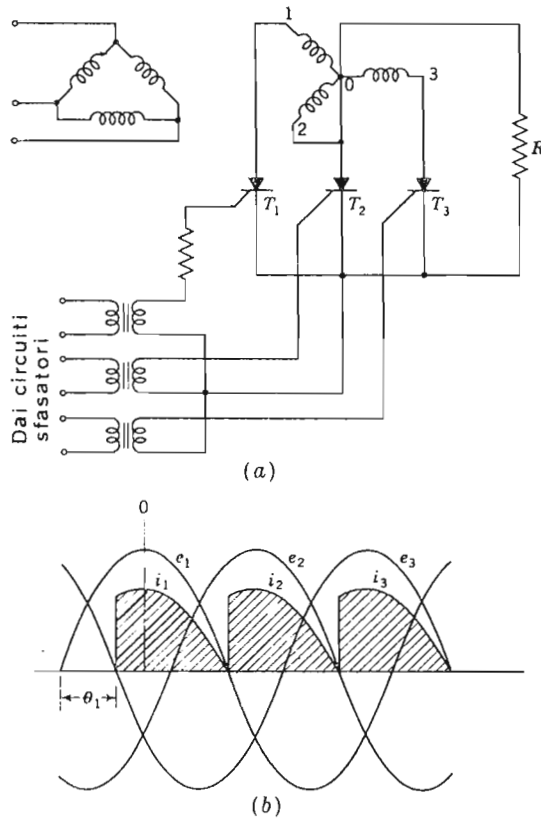 1
0
3
2
R
T1
T2
T3
Dai circuiti
sfasatori
(a)
0
e1
e2
e3
i1
i2
i3
θ1
(b)